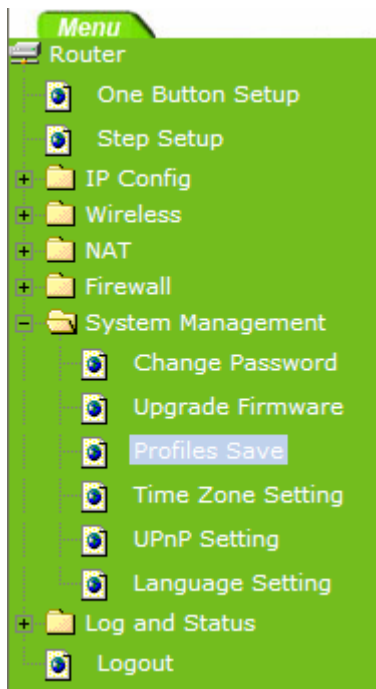 Menu
Router
One Button Setup
Step Setup
IP Config
Wireless
NAT
Firewall
System Management
Change Password
Upgrade Firmware
Profiles Save
Time Zone Setting
UPnP Setting
Language Setting
Log and Status
Logout